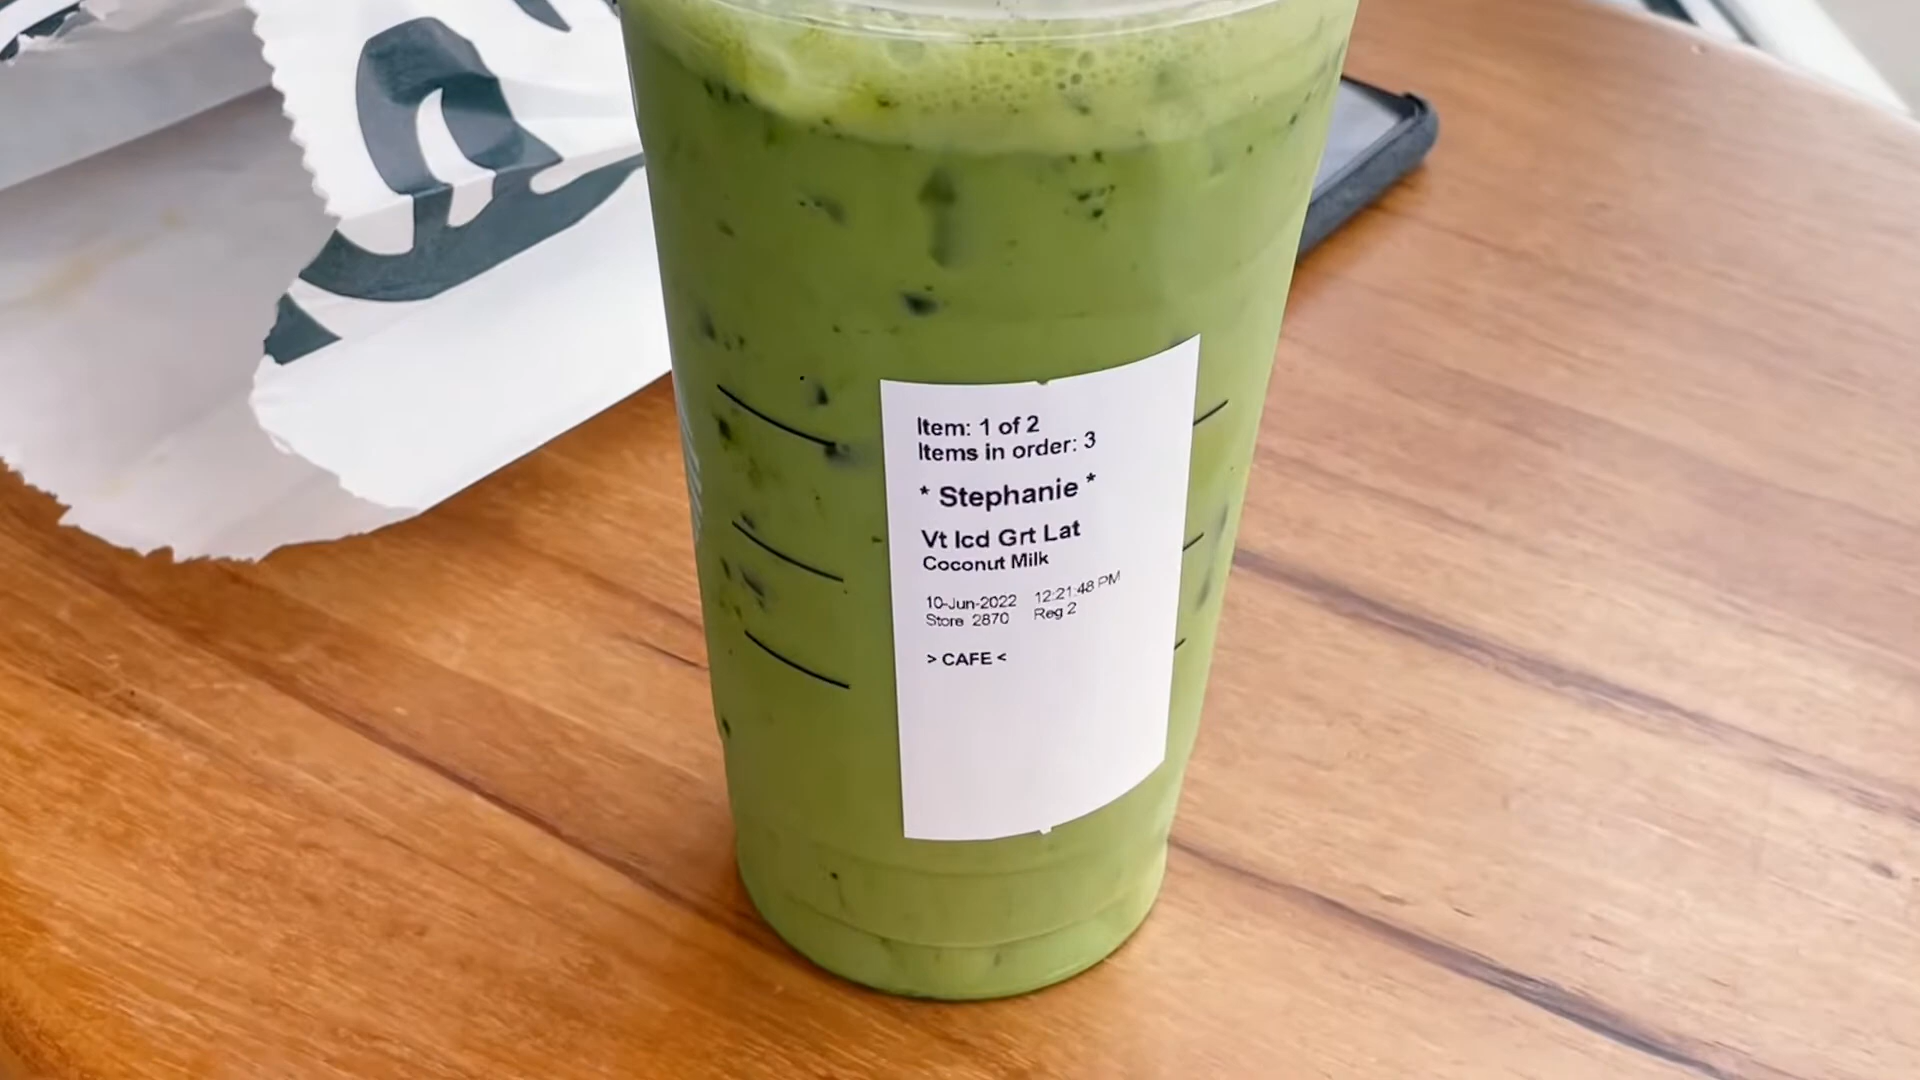 Item: 1 of 2
Items in order: 3
* Stephanie *
Vt Icd Grt Lat
Coconut Milk
10-Jun-2022 12:21:48 PM
Store 2870 Reg 2
> CAFE <